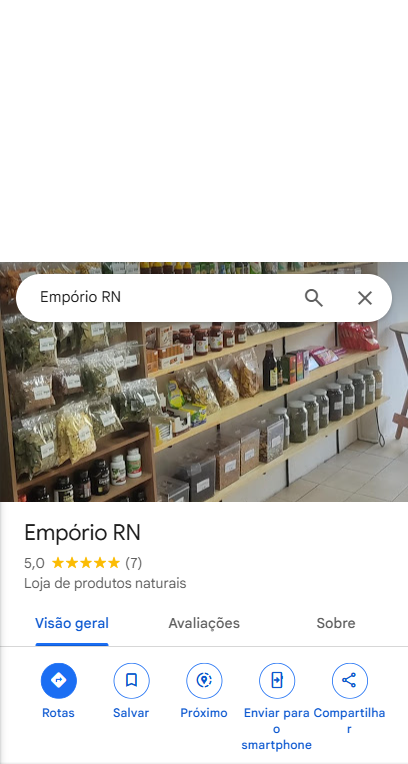 Empório RN
Empório RN
5,0 ★★★★★ (7)
Loja de produtos naturais
Visão geral Avaliações Sobre
Rotas Salvar Próximo Enviar para o smartphone Compartilhar